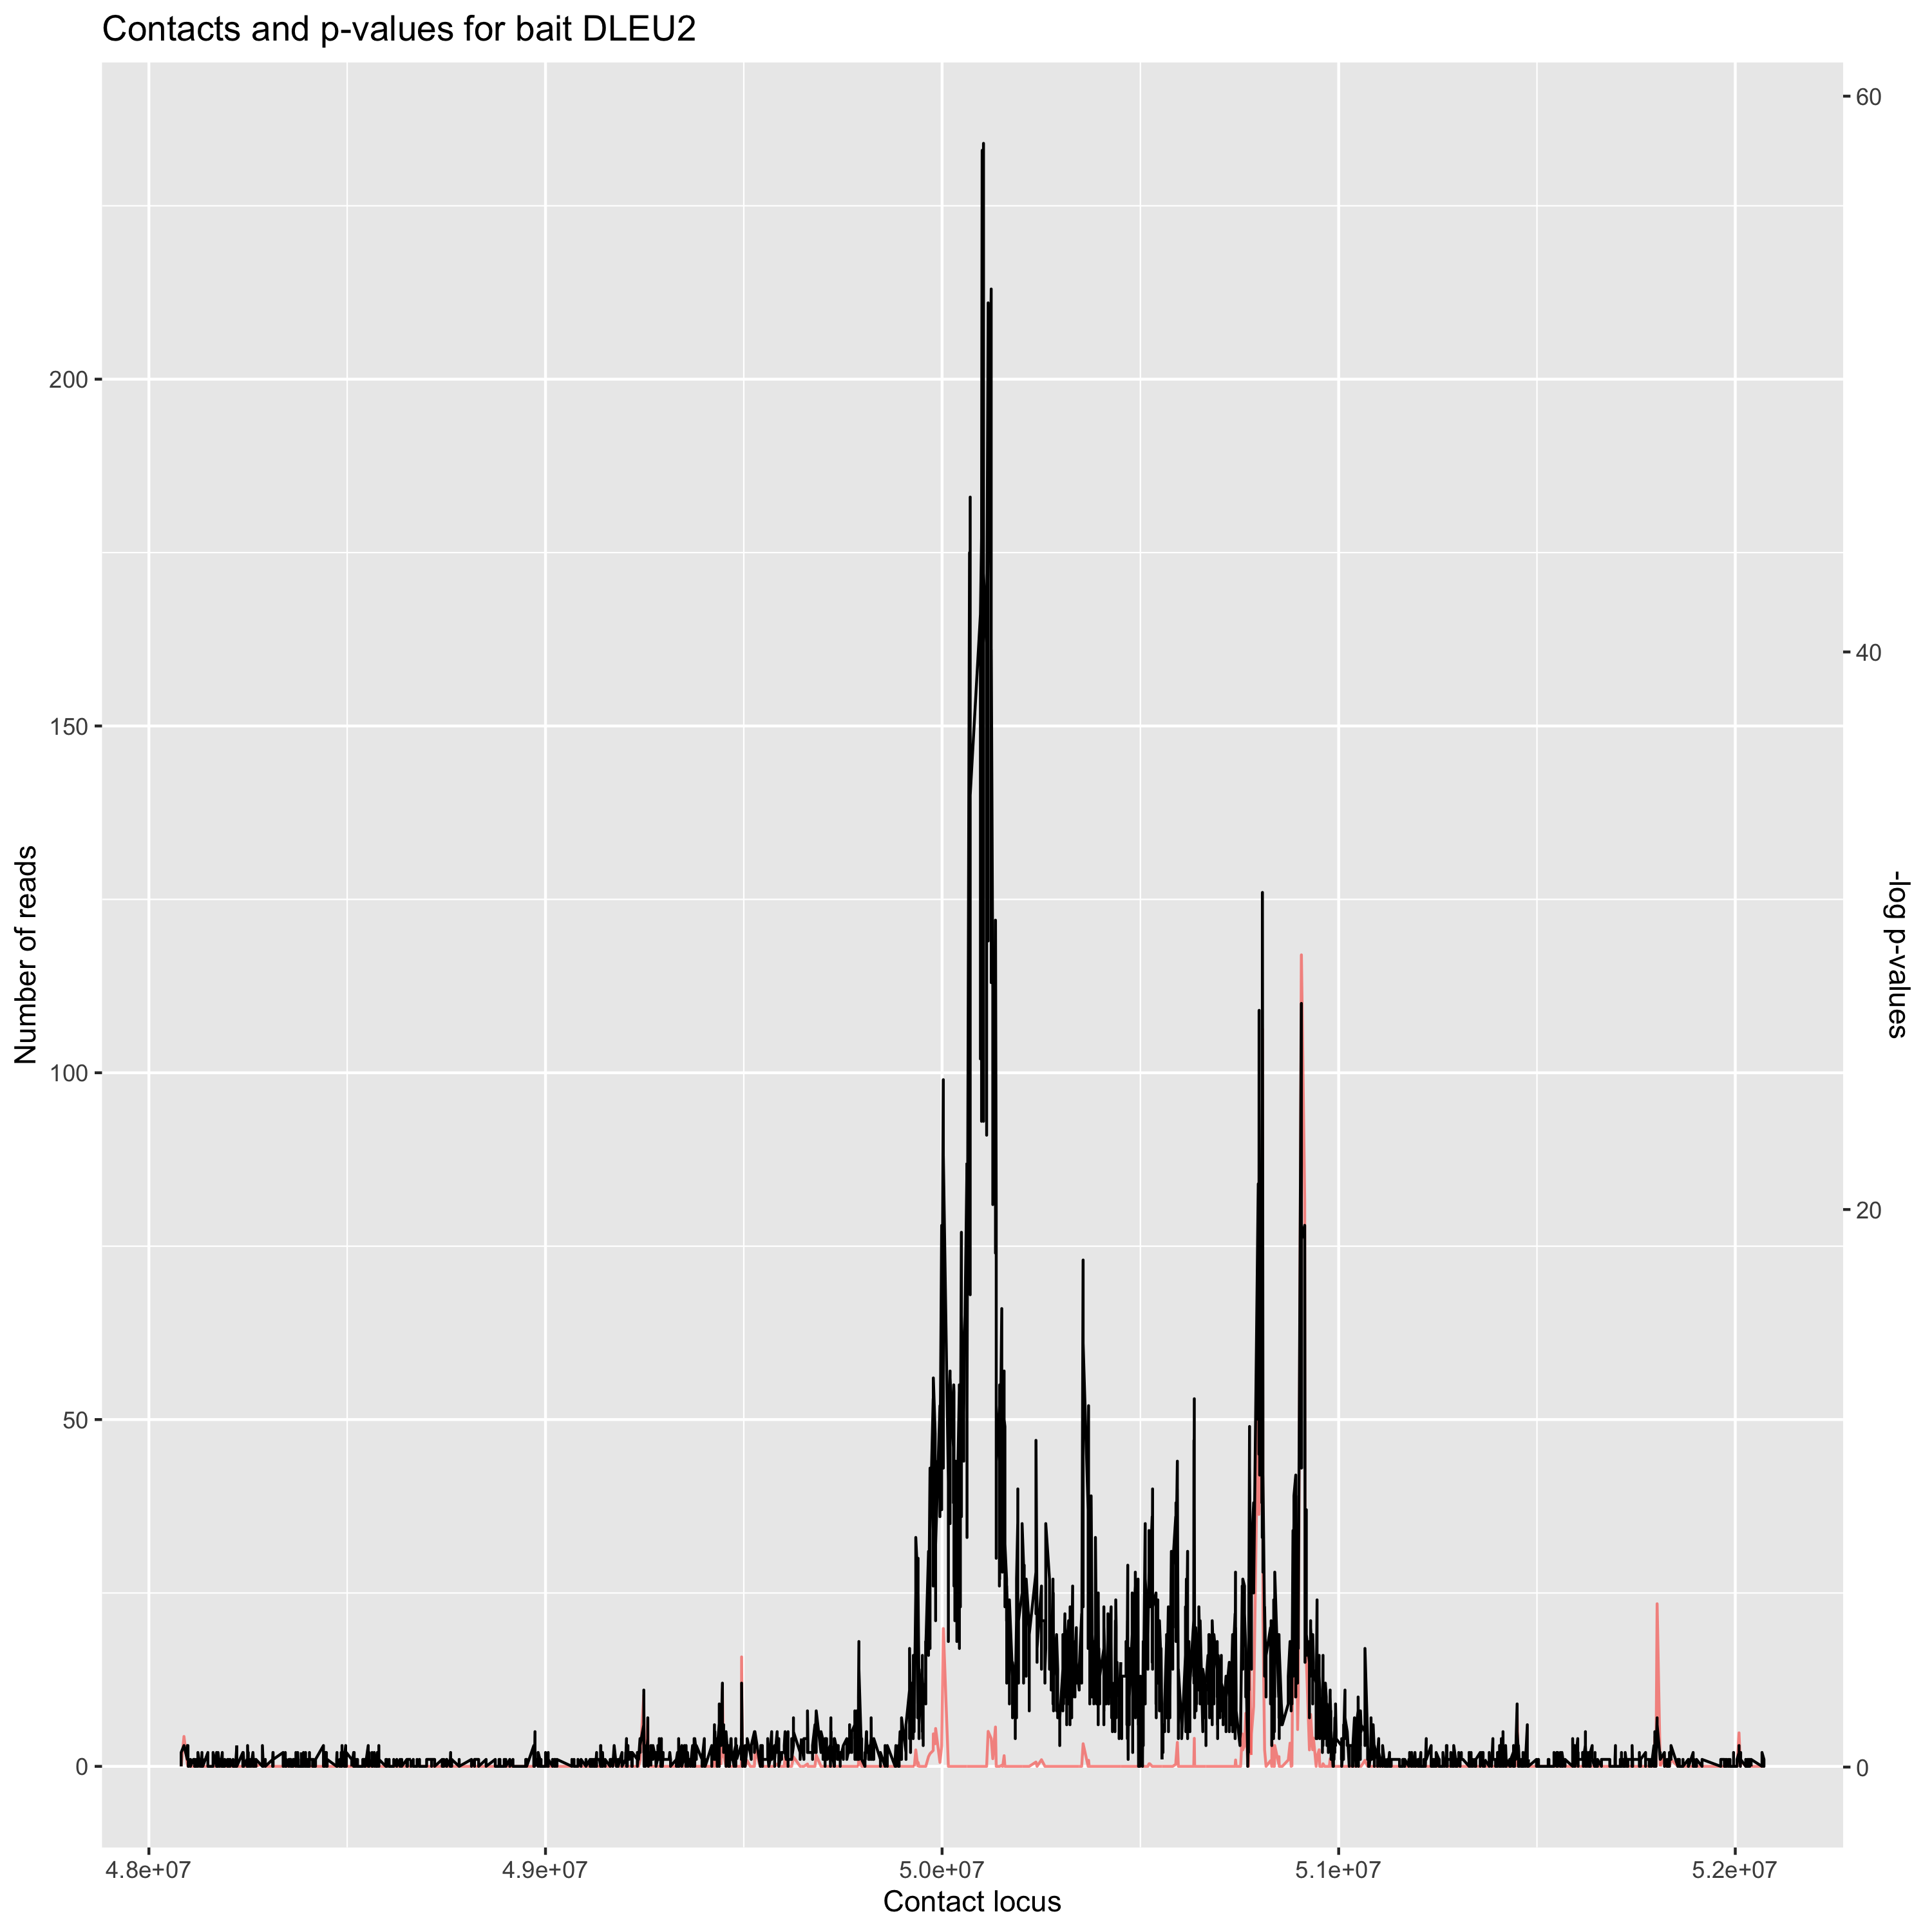 Contacts and p-values for bait DLEU2
Number of reads
200
150
100
50
0
60
40
20
0
-log p-values
4.8e+07
4.9e+07
5.0e+07
5.1e+07
5.2e+07
Contact locus